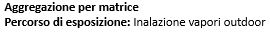 Aggregazione per matrice
Percorso di esposizione: Inalazione vapori outdoor